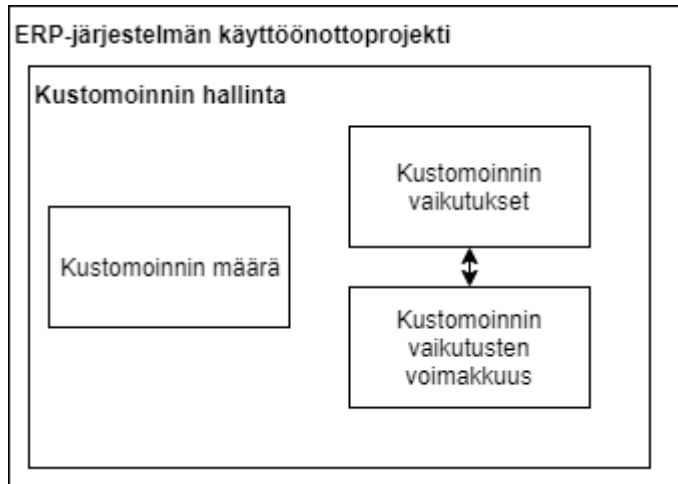 ERP-järjestelmän käyttöönottoprojekti
Kustomoinnin hallinta
Kustomoinnin määrä
Kustomoinnin
vaikutukset
Kustomoinnin
vaikutusten
voimakkuus